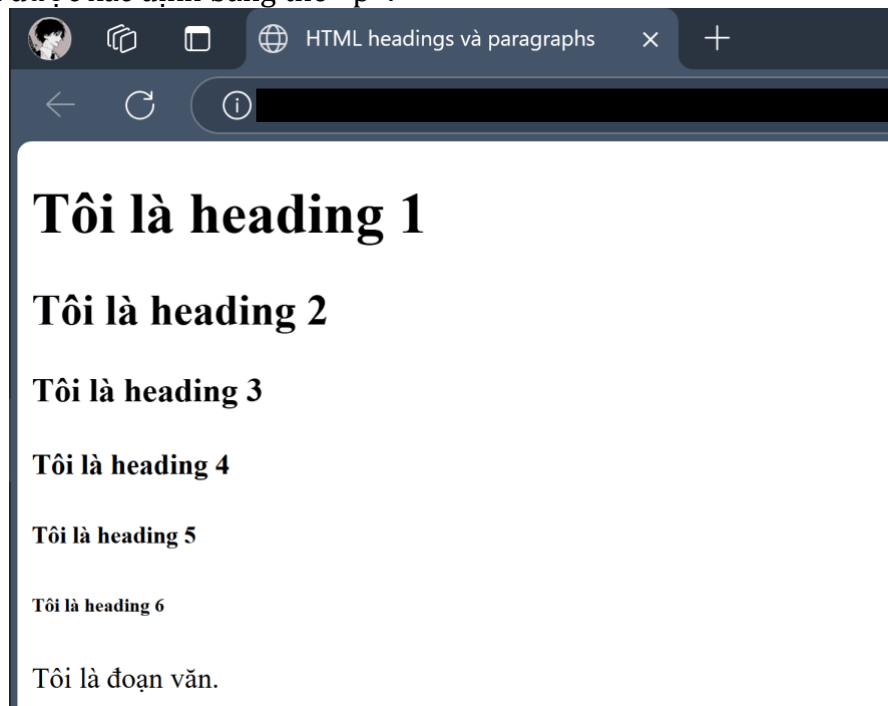 HTML headings và paragraphs
Tôi là heading 1
Tôi là heading 2
Tôi là heading 3
Tôi là heading 4
Tôi là heading 5
Tôi là heading 6
Tôi là đoạn văn.